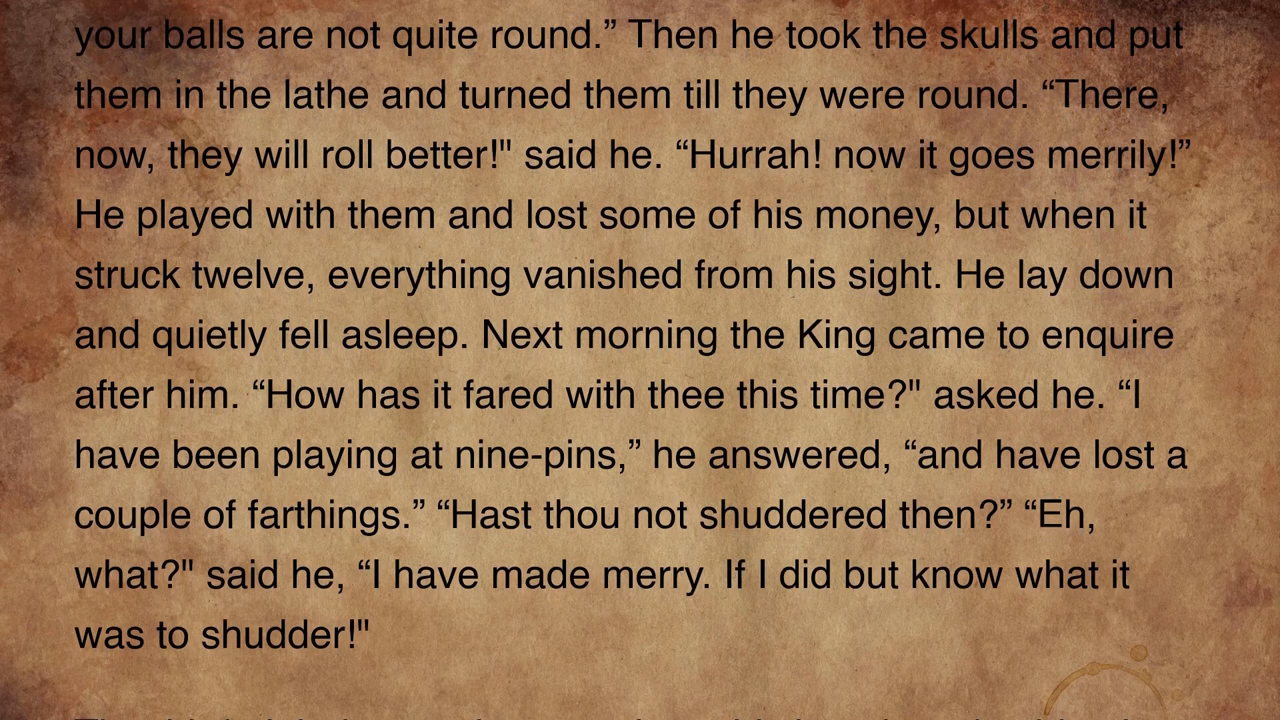 your balls are not quite round.” Then he took the skulls and put
them in the lathe and turned them till they were round. “There,
now, they will roll better!" said he. “Hurrah! now it goes merrily!”
He played with them and lost some of his money, but when it
struck twelve, everything vanished from his sight. He lay down
and quietly fell asleep. Next morning the King came to enquire
after him. “How has it fared with thee this time?" asked he. “I
have been playing at nine-pins,” he answered, “and have lost a
couple of farthings.” “Hast thou not shuddered then?” “Eh,
what?" said he, “I have made merry. If I did but know what it
was to shudder!"